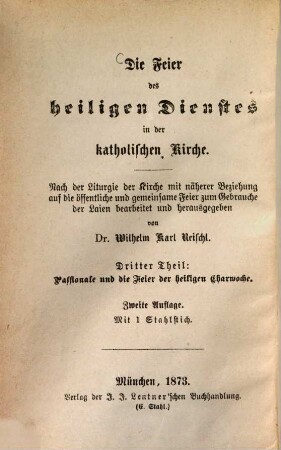 Die Feier
des
heiligen Dienstes
in der
katholischen Kirche.
Nach der Liturgie der Kirche mit näherer Beziehung
auf die öffentliche und gemeinsame Feier zum Gebrauche
der Laien bearbeitet und herausgegeben
von
Dr. Wilhelm Karl Reischl.
Dritter Theil:
Passionale und die Feier der heiligen Charwoche.
Zweite Auflage.
Mit 1 Stahlstich.
München, 1873.
Verlag der J. J. Lentner'schen Buchhandlung.
(E. Stahl.)